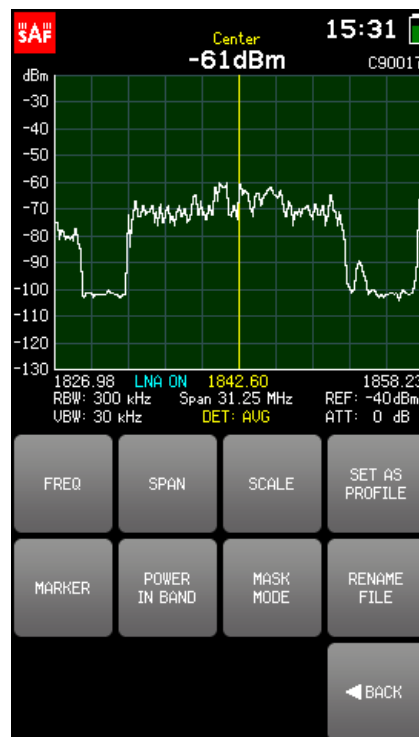 SAF
Center
15:31
-61dBm
C90017
dBm
-30
-40
-50
-60
-70
-80
-90
-100
-110
-120
-130
1826.98 LNA ON 1842.60 1858.23
RBW: 300 kHz Span 31.25 MHz REF: -40dBm
VBW: 30 kHz DET: AVG ATT: 0 dB
FREQ
SPAN
SCALE
SET AS
PROFILE
MARKER
POWER
IN BAND
MASK
MODE
RENAME
FILE
◀BACK